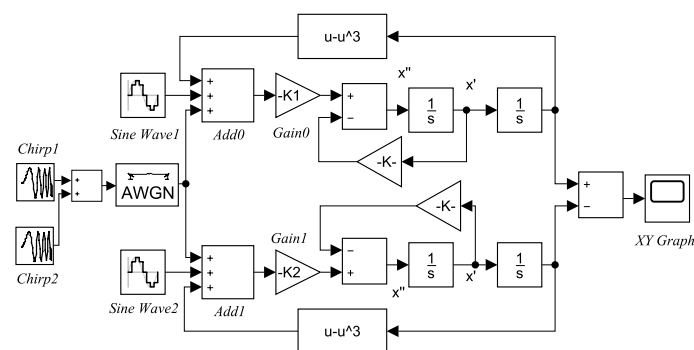 u-u^3
x"
x'
+
+
+
-K1
+
−
1
s
1
s
Sine Wave1
Add0
Gain0
Chirp1
-K-
+
+
AWGN
+
−
-K-
XY Graph
Chirp2
Gain1
+
+
+
-K2
−
+
1
s
1
s
x"
x'
Sine Wave2
Add1
u-u^3